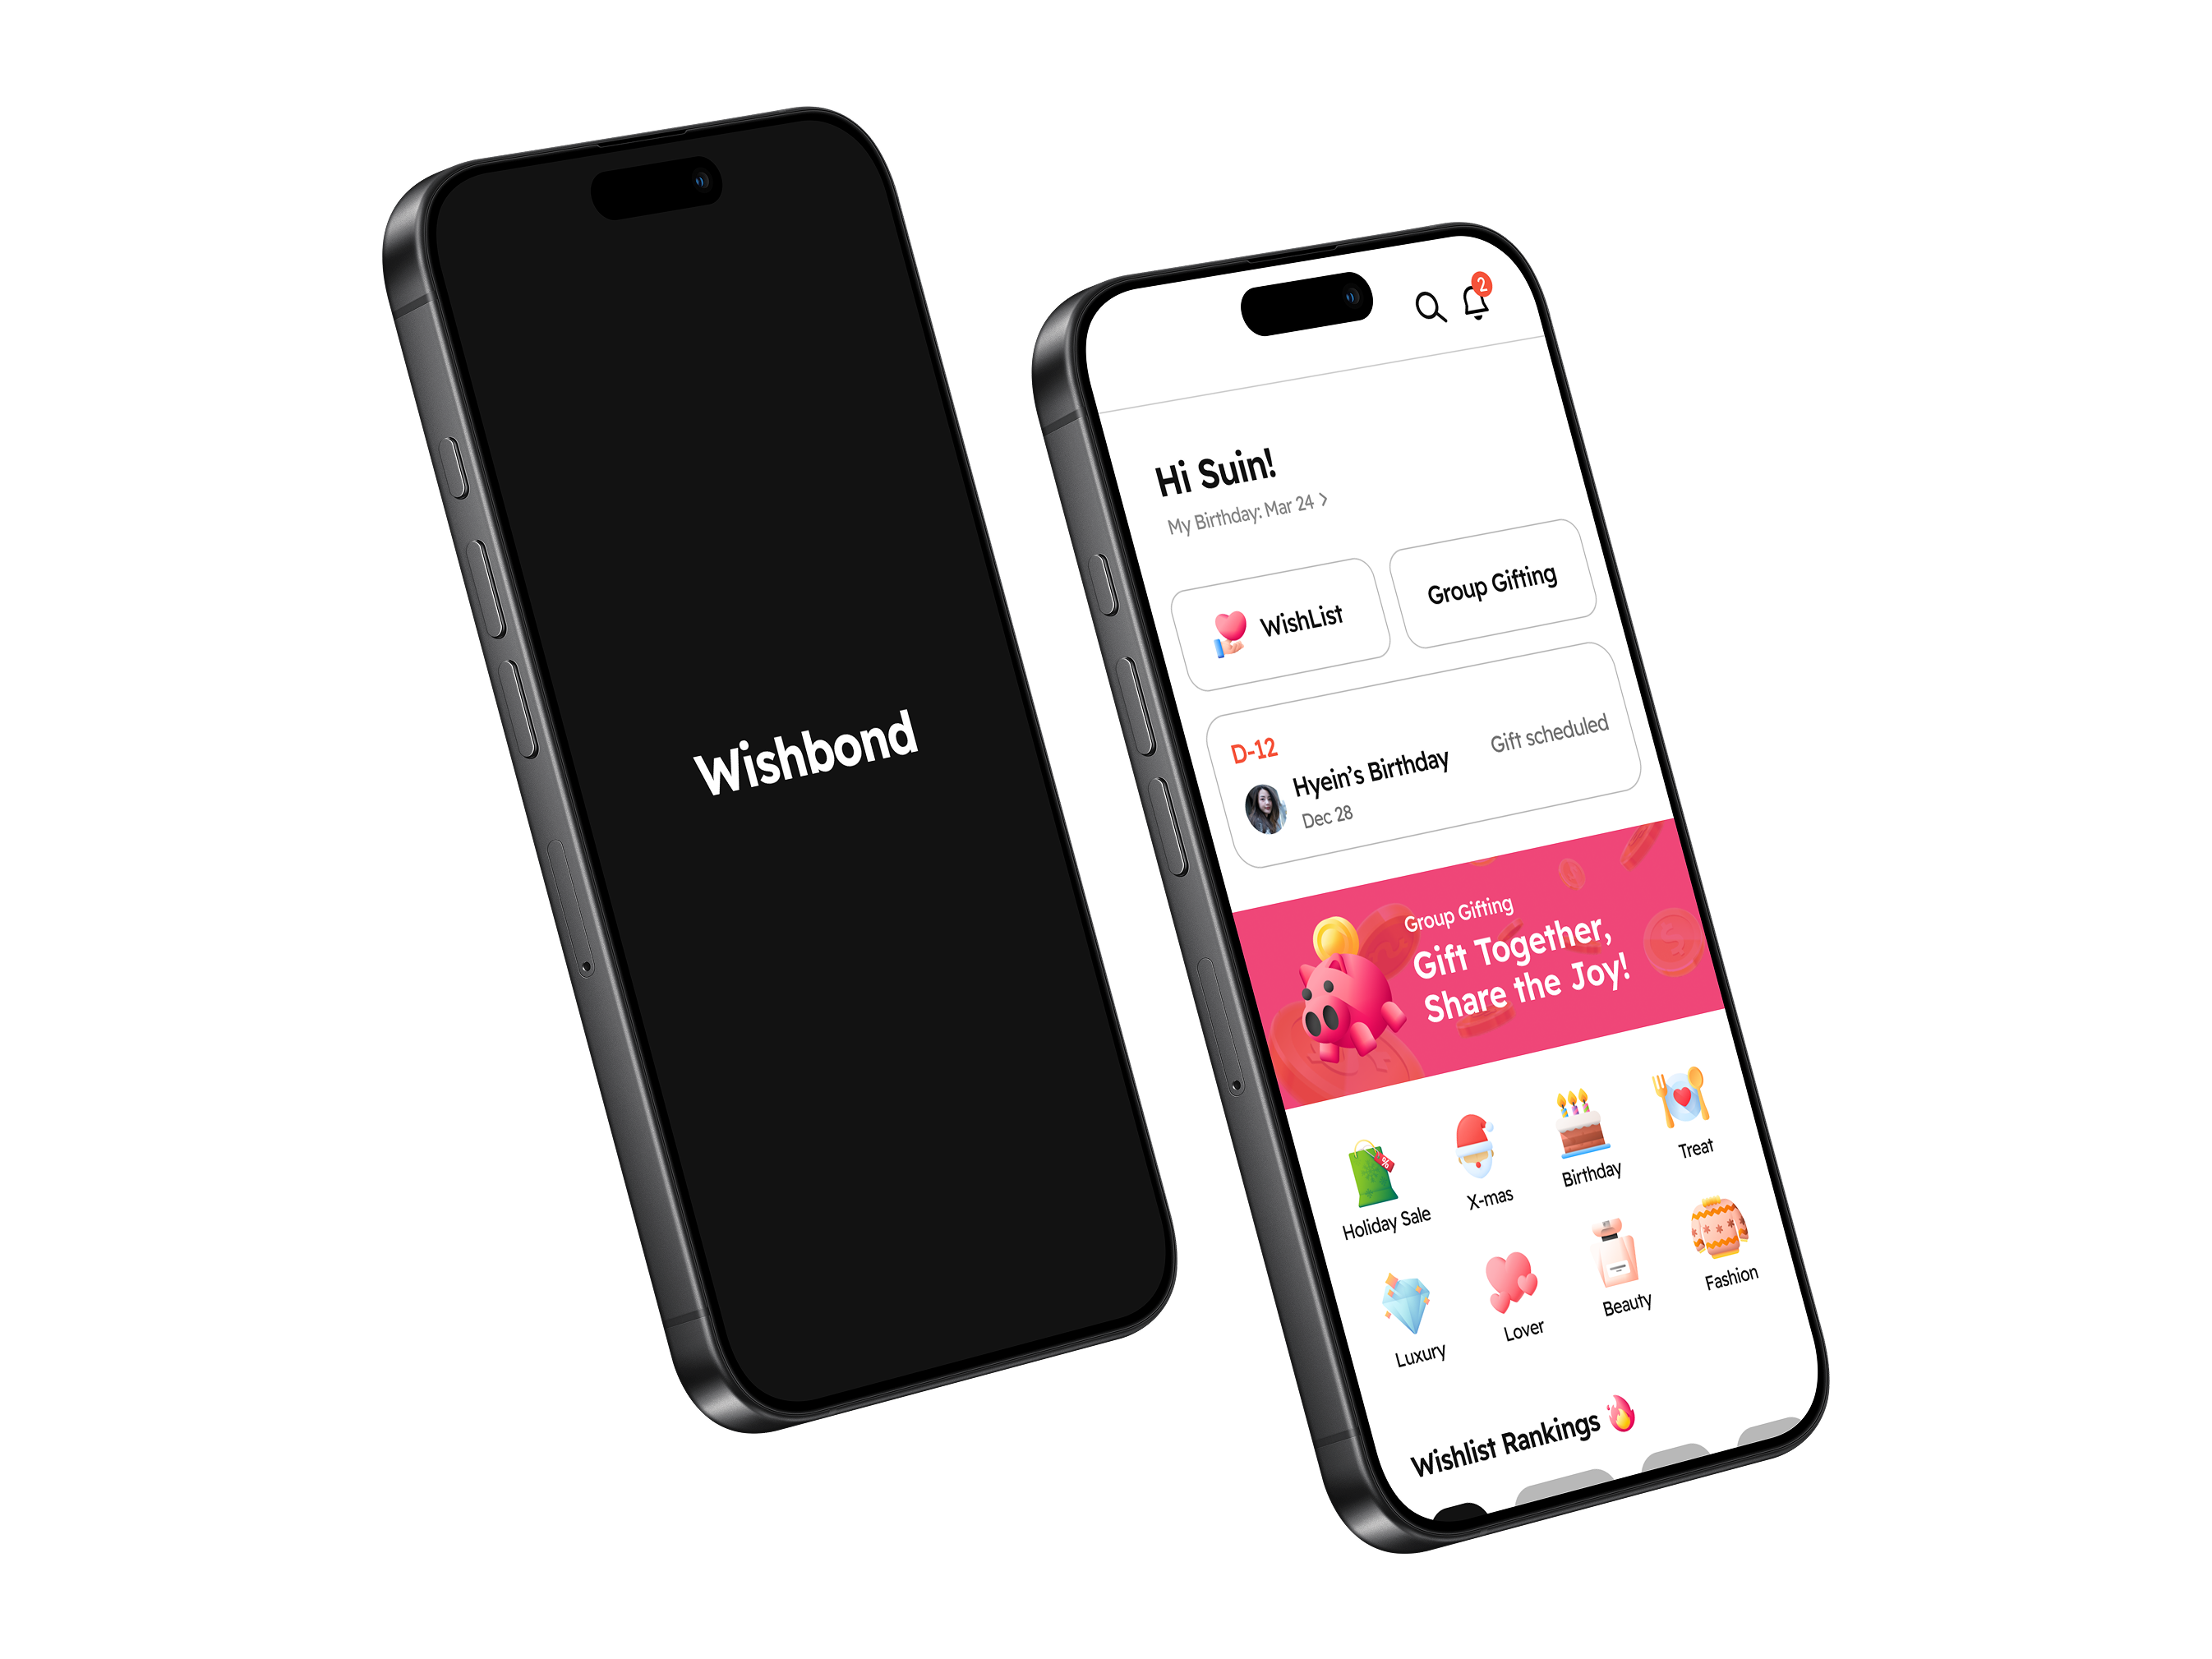 Wishbond
2
Hi Suin!
My Birthday: Mar 24 >
WishList
Group Gifting
D-12
Hyein’s Birthday
Dec 28
Gift scheduled
Group Gifting
Gift Together,
Share the Joy!
%
Holiday Sale
X-mas
Birthday
Treat
Luxury
Lover
Beauty
Fashion
Wishlist Rankings